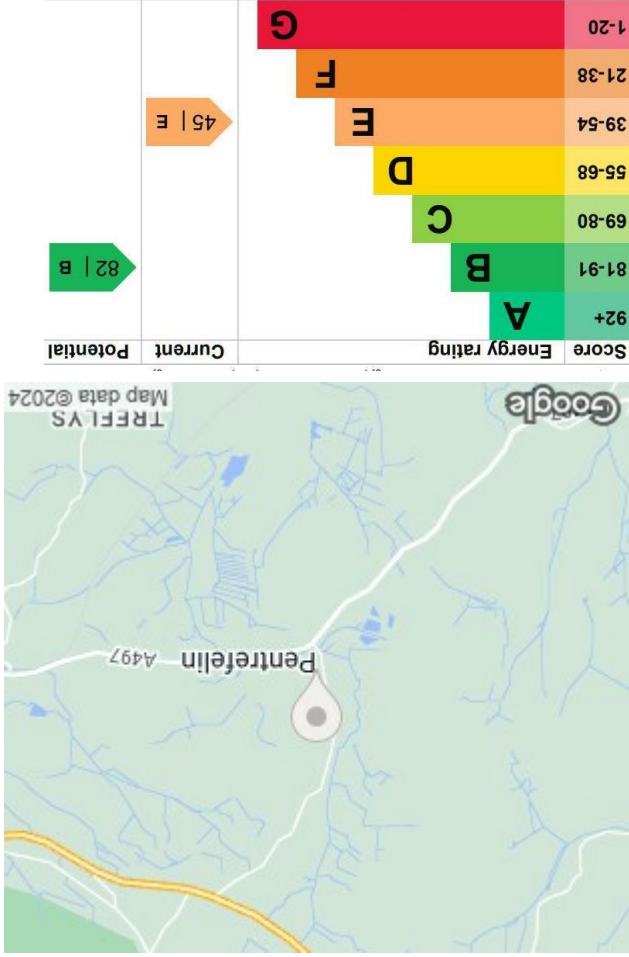 Pentrefelin A497
TREFLYS
Google Map data ©2024
Score Energy rating Current Potential
92+ A
81-91 B 82 | B
69-80 C
55-68 D
39-54 E 45 | E
21-38 F
1-20 G